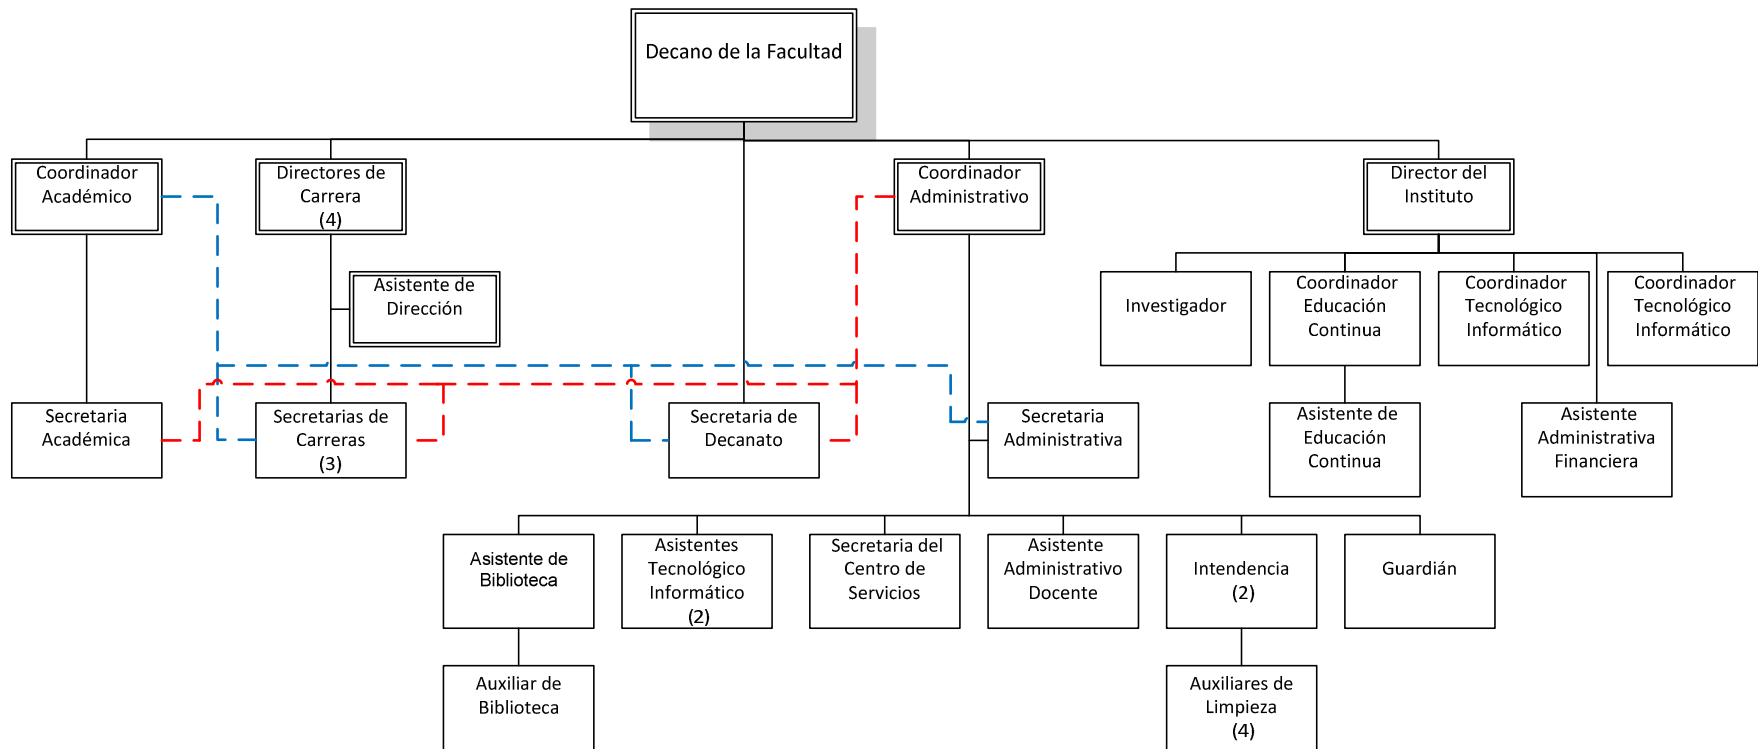 Decano de la Facultad
Coordinador
Académico
Directores de
Carrera
(4)
Coordinador
Administrativo
Director del
Instituto
Asistente de
Dirección
Investigador
Coordinador
Educación
Continua
Coordinador
Tecnológico
Informático
Coordinador
Tecnológico
Informático
Secretaria
Académica
Secretarias de
Carreras
(3)
Secretaria de
Decanato
Secretaria
Administrativa
Asistente de
Educación
Continua
Asistente
Administrativa
Financiera
Asistente de
Biblioteca
Asistentes
Tecnológico
Informático
(2)
Secretaria del
Centro de
Servicios
Asistente
Administrativo
Docente
Intendencia
(2)
Guardián
Auxiliar de
Biblioteca
Auxiliares de
Limpieza
(4)